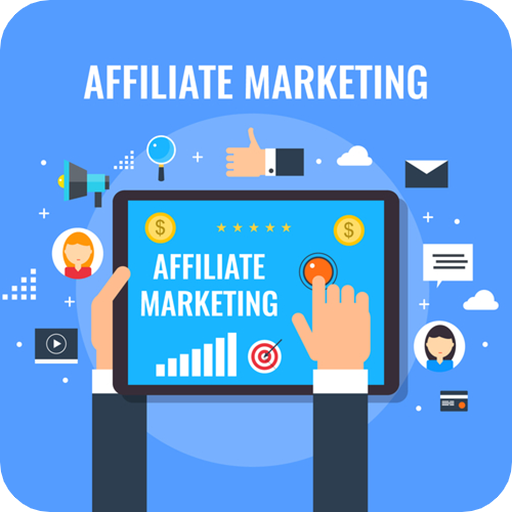 AFFILIATE MARKETING
$
$
AFFILIATE
MARKETING